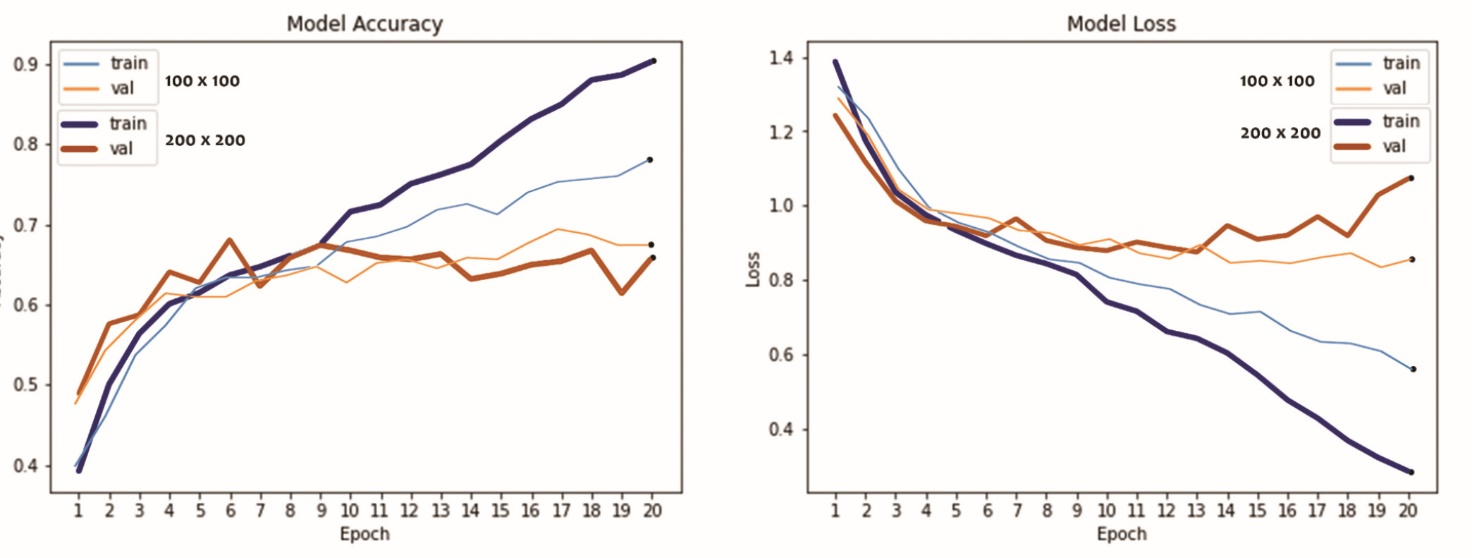 Model Accuracy
0.9
0.8
0.7
0.6
0.5
0.4
train
val
100 x 100
train
val
200 x 200
1 2 3 4 5 6 7 8 9 10 11 12 13 14 15 16 17 18 19 20
Epoch
Model Loss
Loss
1.4
1.2
1.0
0.8
0.6
0.4
100 x 100
train
val
200 x 200
train
val
1 2 3 4 5 6 7 8 9 10 11 12 13 14 15 16 17 18 19 20
Epoch